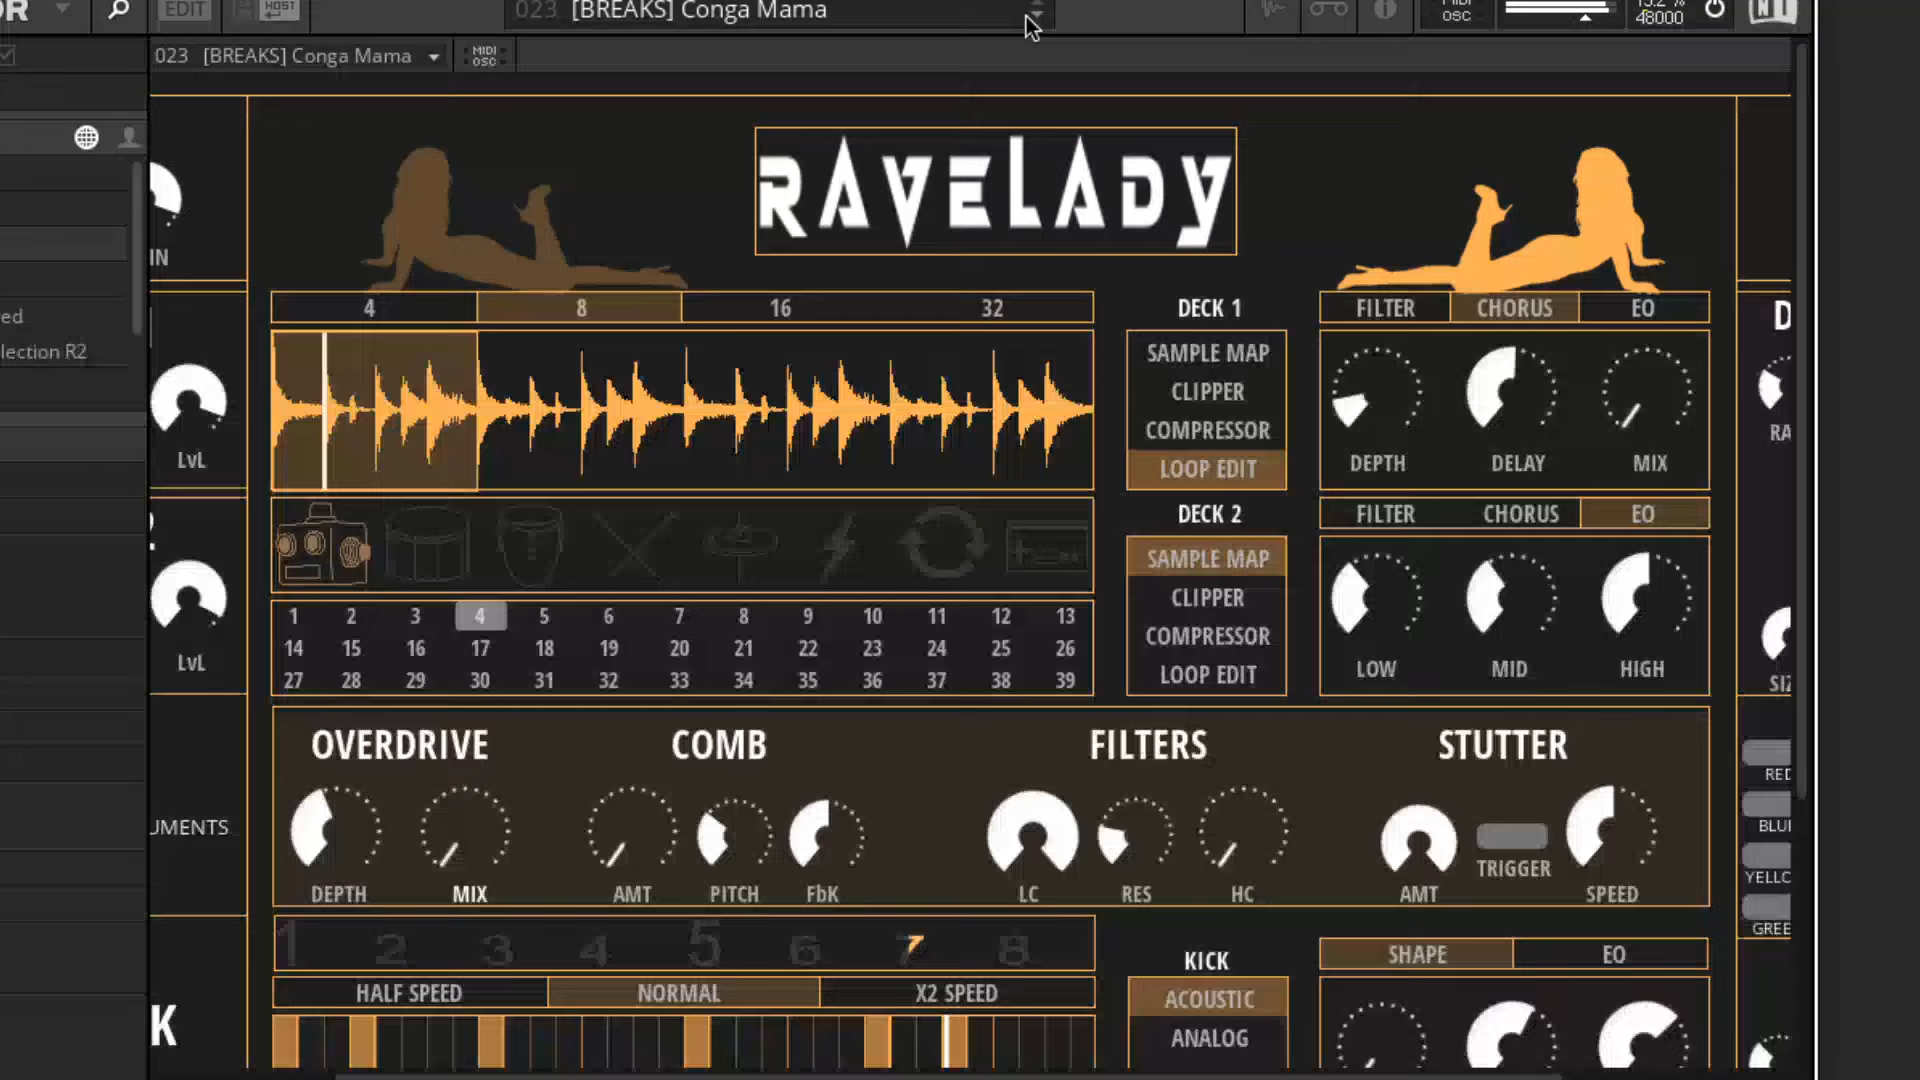 OR EDIT HOST 023 [BREAKS] Conga Mama MIDI OSC 48000
023 [BREAKS] Conga Mama MIDI OSC
RAVELADY
IN
4 8 16 32 DECK 1 FILTER CHORUS EQ
ed
lection R2
SAMPLE MAP
CLIPPER
COMPRESSOR
LOOP EDIT
DEPTH DELAY MIX
LvL
RA
DECK 2 FILTER CHORUS EQ
SAMPLE MAP
CLIPPER
COMPRESSOR
LOOP EDIT
LOW MID HIGH
1 2 3 4 5 6 7 8 9 10 11 12 13
14 15 16 17 18 19 20 21 22 23 24 25 26
27 28 29 30 31 32 33 34 35 36 37 38 39
LvL
SIZ
OVERDRIVE COMB FILTERS STUTTER
RED
BLU
YELLO
GREE
UMENTS
TRIGGER
DEPTH MIX AMT PITCH FbK LC RES HC AMT SPEED
1 2 3 4 5 6 7 8
KICK SHAPE EQ
HALF SPEED NORMAL X2 SPEED
ACOUSTIC
ANALOG
K